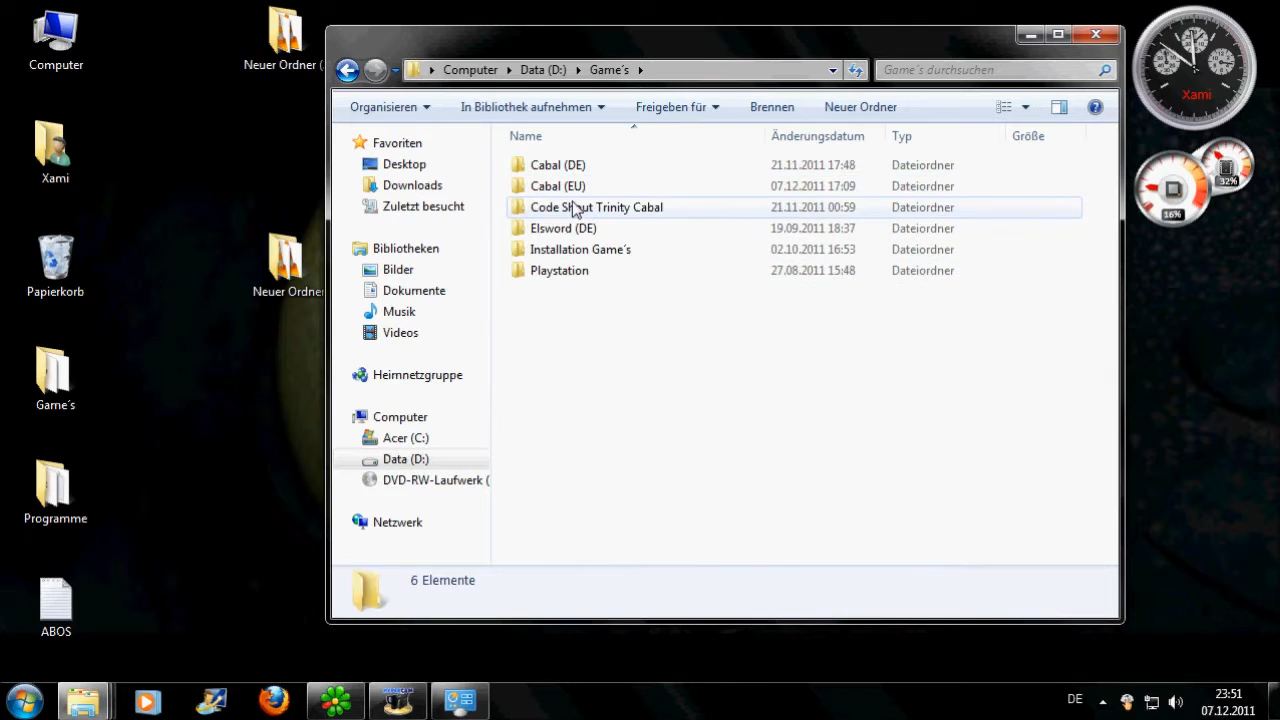 Computer
Neuer Ordner (
Xami
Papierkorb
Neuer Ordner
Game´s
Programme
ABOS
Computer
Data (D:)
Game´s
Game´s durchsuchen
Organisieren
In Bibliothek aufnehmen
Freigeben für
Brennen
Neuer Ordner
Name
Änderungsdatum
Typ
Größe
Favoriten
Desktop
Downloads
Zuletzt besucht
Bibliotheken
Bilder
Dokumente
Musik
Videos
Heimnetzgruppe
Computer
Acer (C:)
Data (D:)
DVD-RW-Laufwerk (
Netzwerk
Cabal (DE) 21.11.2011 17:48 Dateiordner
Cabal (EU) 07.12.2011 17:09 Dateiordner
Code Shout Trinity Cabal 21.11.2011 00:59 Dateiordner
Elsword (DE) 19.09.2011 18:37 Dateiordner
Installation Game´s 02.10.2011 16:53 Dateiordner
Playstation 27.08.2011 15:48 Dateiordner
6 Elemente
Xami
32%
16%
HYPERCAM
DE
23:51
07.12.2011